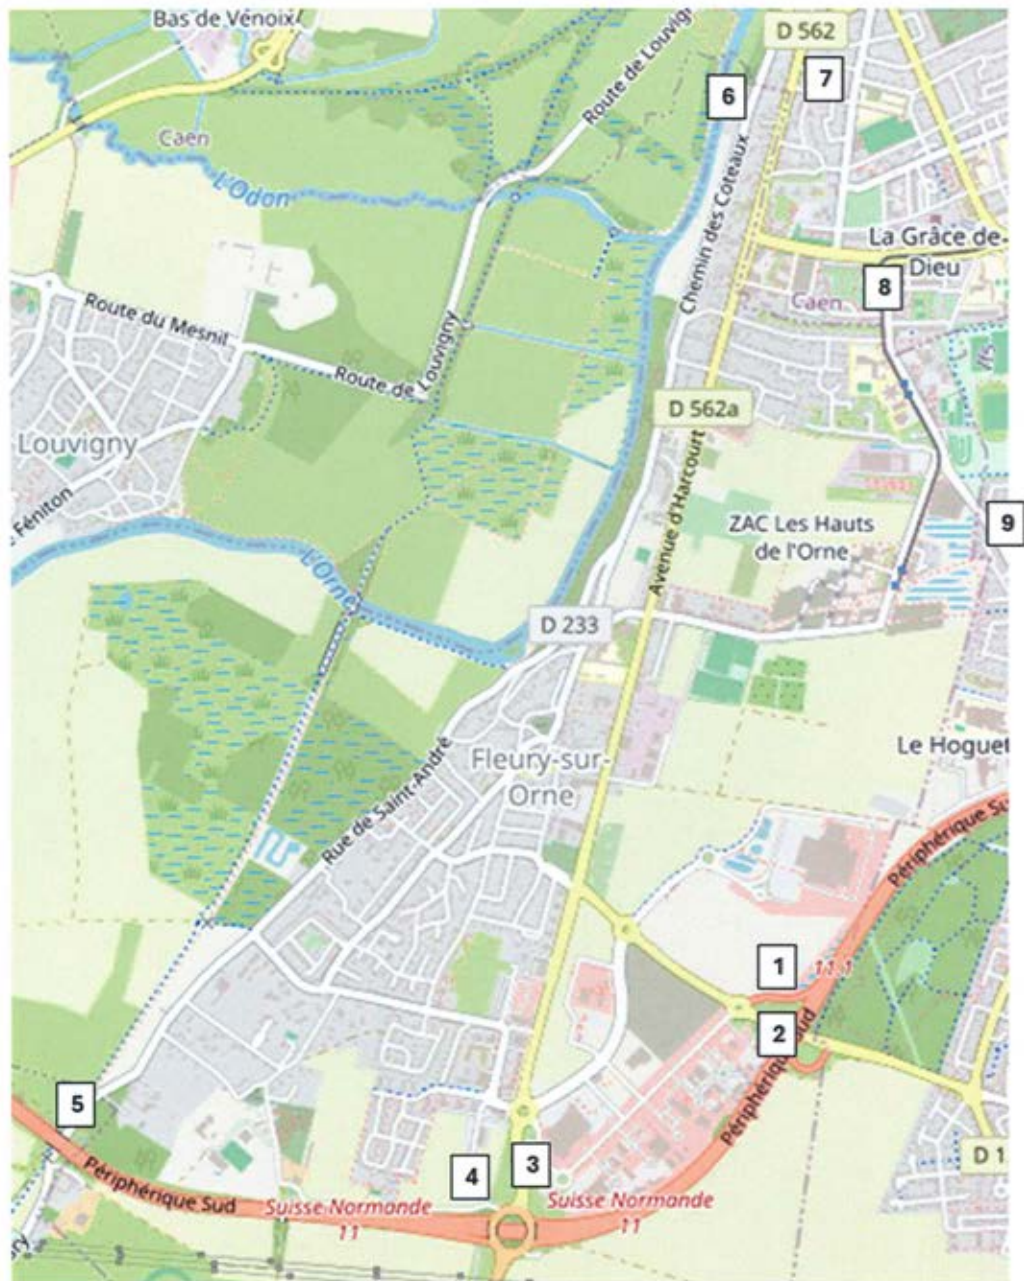 Bas de Vénoix
D 562
7
6
Route de Louvig
Caen
L'Odon
Chemin des Coteaux
La Grâce de
Dieu
8
Caen
Route du Mesnil
Route de Louvigny
D 562a
Louvigny
Avenue d'Harcourt
Féniton
ZAC Les Hauts
de l'Orne
9
L'Orne
D 233
Le Hoguet
Fleury-sur-
Orne
Rue de Saint-André
Périphérique Su
1
11.1
2
Périphérique Sud
5
3
4
D 1
Périphérique Sud
Suisse Normande
11
Suisse Normande
11